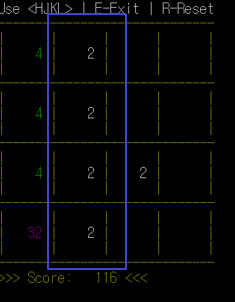 Use <HJKL> | E-Exit | R-Reset
4 | 2 | |
4 | 2 | |
4 | 2 | 2 |
32 | 2 | |
>>> Score: 116 <<<